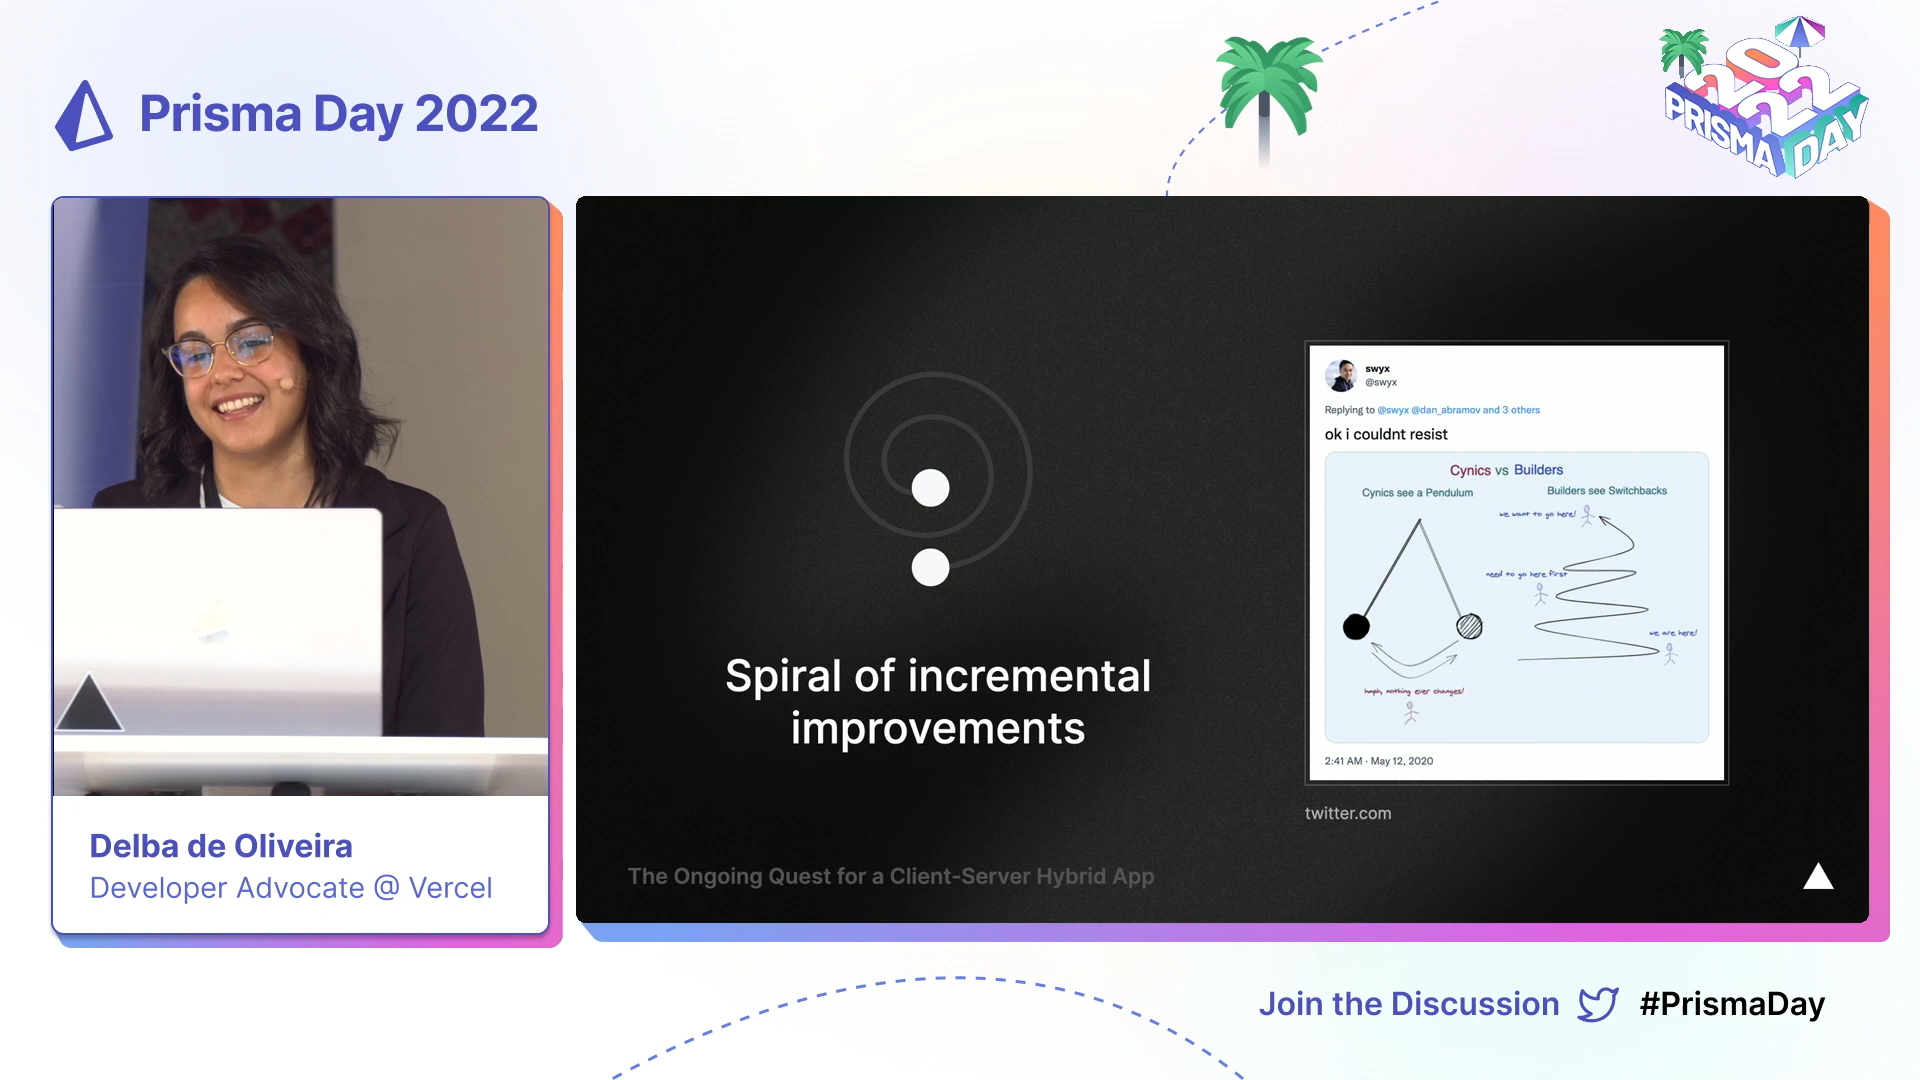 Prisma Day 2022
2022
PRISMA DAY
Delba de Oliveira
Developer Advocate @ Vercel
Spiral of incremental
improvements
The Ongoing Quest for a Client-Server Hybrid App
swyx
@swyx
Replying to @swyx @dan_abramov and 3 others
ok i couldnt resist
Cynics vs Builders
Cynics see a Pendulum
Builders see Switchbacks
we want to go here!
need to go here first
we are here!
hmph, nothing ever changes!
2:41 AM · May 12, 2020
twitter.com
Join the Discussion #PrismaDay